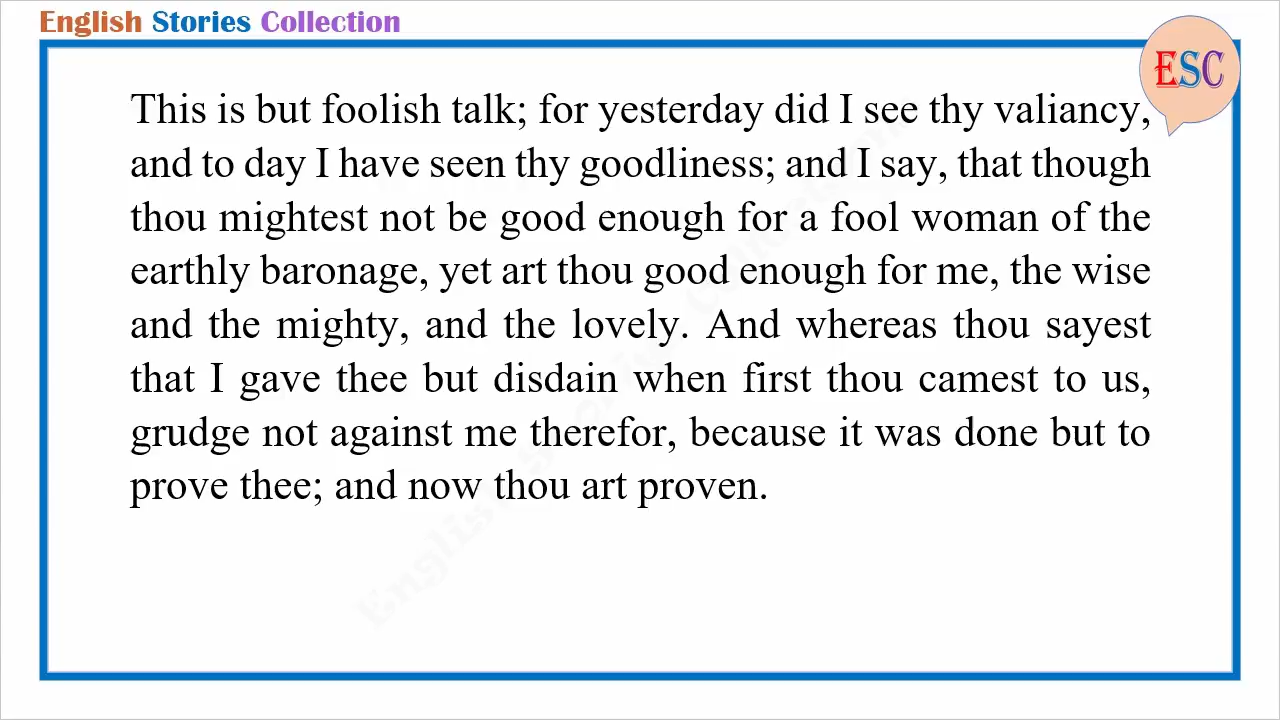 English Stories Collection
ESC
This is but foolish talk; for yesterday did I see thy valiancy,
and to day I have seen thy goodliness; and I say, that though
thou mightest not be good enough for a fool woman of the
earthly baronage, yet art thou good enough for me, the wise
and the mighty, and the lovely. And whereas thou sayest
that I gave thee but disdain when first thou camest to us,
grudge not against me therefor, because it was done but to
prove thee; and now thou art proven.
English Stories Collection